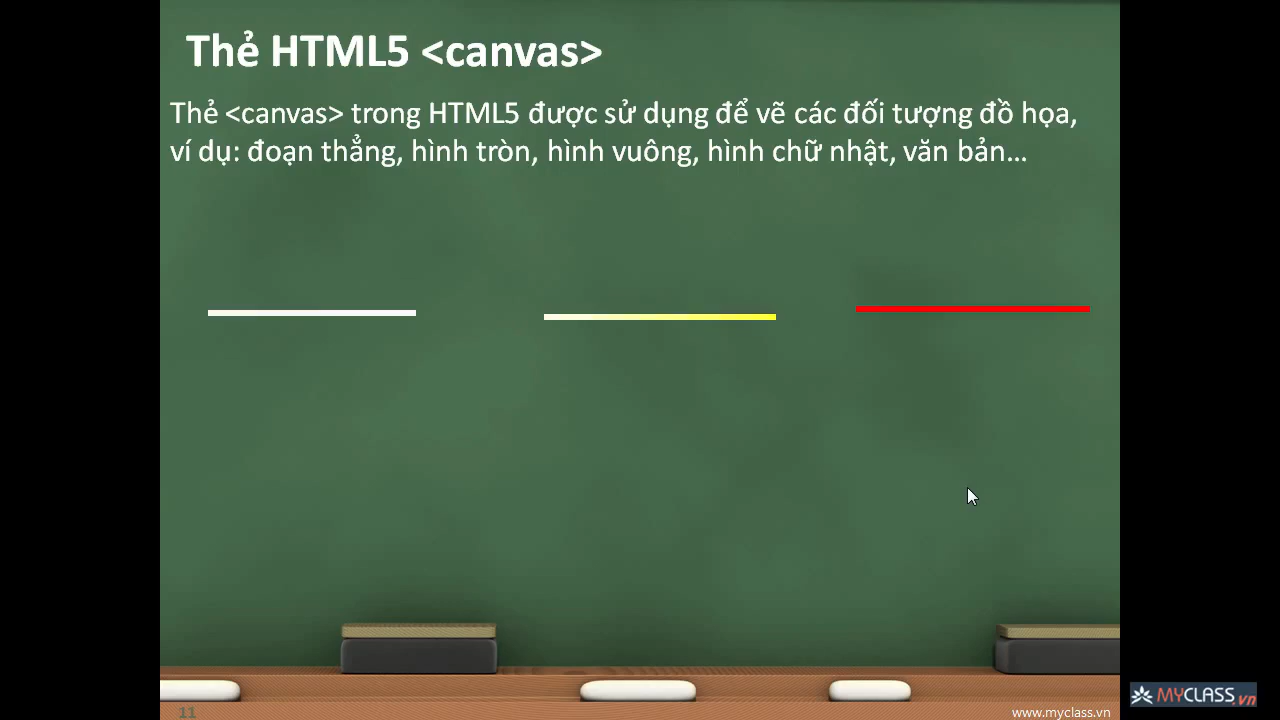 Thẻ HTML5 <canvas>
Thẻ <canvas> trong HTML5 được sử dụng để vẽ các đối tượng đồ họa,
ví dụ: đoạn thẳng, hình tròn, hình vuông, hình chữ nhật, văn bản...
11
www.myclass.vn
MYCLASS.vn